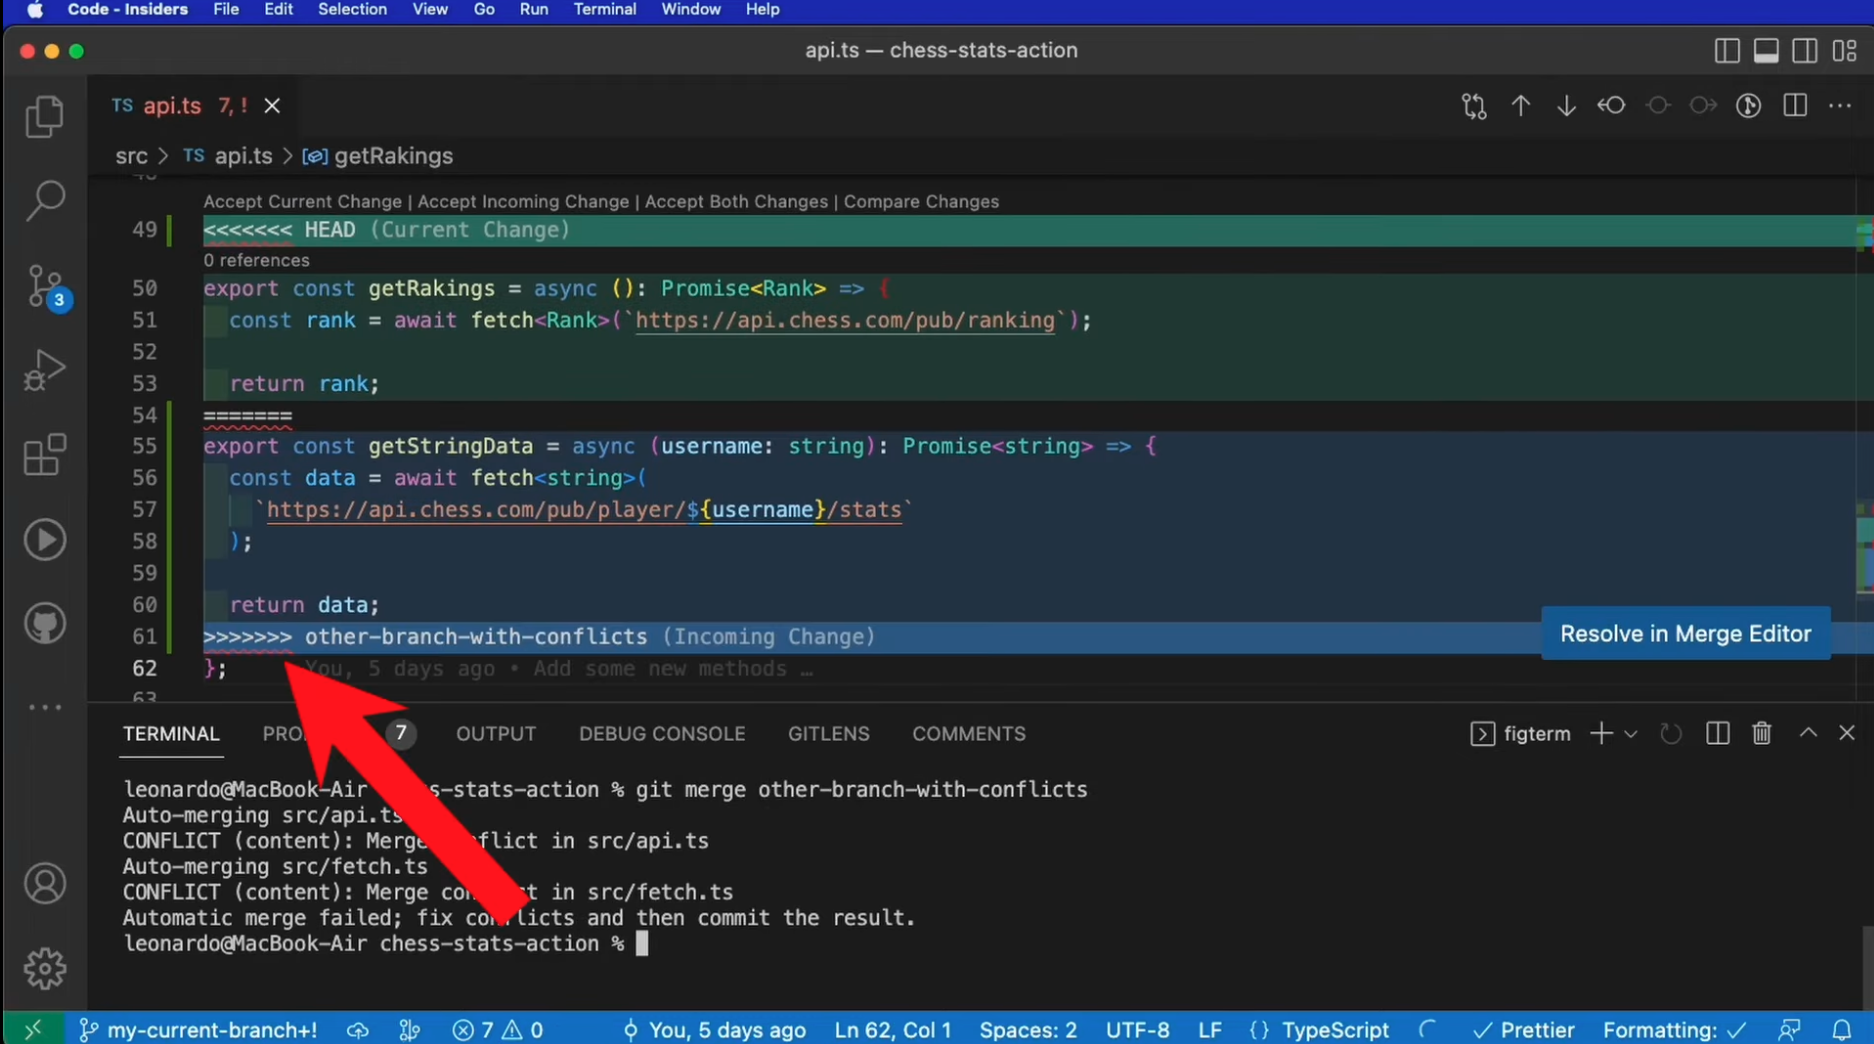 Code - Insiders File Edit Selection View Go Run Terminal Window Help
api.ts — chess-stats-action
TS api.ts 7, !
src > TS api.ts > getRakings
Accept Current Change | Accept Incoming Change | Accept Both Changes | Compare Changes
49 <<<<<<< HEAD (Current Change)
0 references
50 export const getRakings = async (): Promise<Rank> => {
51 const rank = await fetch<Rank>(`https://api.chess.com/pub/ranking`);
52
53 return rank;
54 =======
55 export const getStringData = async (username: string): Promise<string> => {
56 const data = await fetch<string>(
57 `https://api.chess.com/pub/player/${username}/stats`
58 );
59
60 return data;
61 >>>>>>> other-branch-with-conflicts (Incoming Change)
Resolve in Merge Editor
62 }; You, 5 days ago • Add some new methods …
63
3
TERMINAL 7 OUTPUT DEBUG CONSOLE GITLENS COMMENTS figterm
leonardo@MacBook-Air chess-stats-action % git merge other-branch-with-conflicts
Auto-merging src/api.ts
CONFLICT (content): Merge conflict in src/api.ts
Auto-merging src/fetch.ts
CONFLICT (content): Merge conflict in src/fetch.ts
Automatic merge failed; fix conflicts and then commit the result.
leonardo@MacBook-Air chess-stats-action %
my-current-branch+! 7 0 You, 5 days ago Ln 62, Col 1 Spaces: 2 UTF-8 LF {} TypeScript Prettier Formatting: ✓